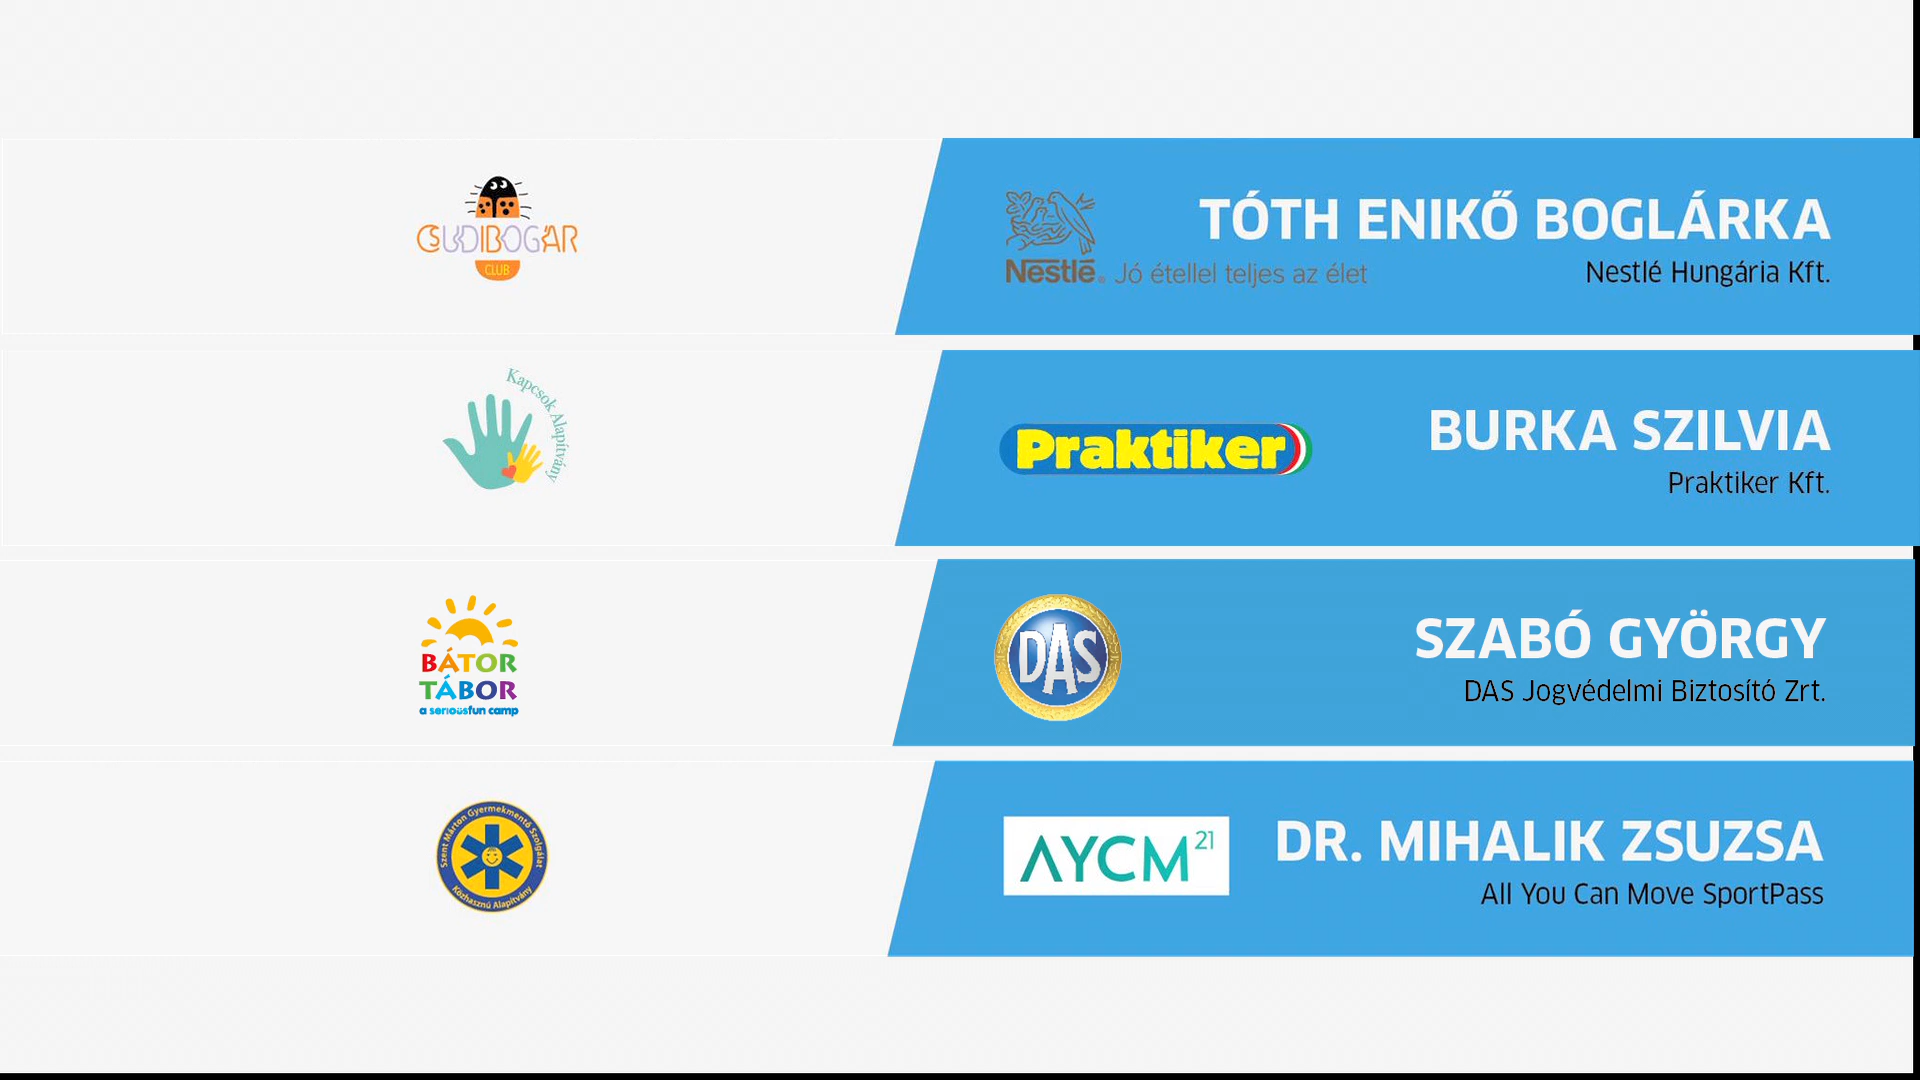 CSUDIBOGÁR
CLUB
Nestlé. Jó étellel teljes az élet
TÓTH ENIKŐ BOGLÁRKA
Nestlé Hungária Kft.
Kapcsok Alapítvány
Praktiker
BURKA SZILVIA
Praktiker Kft.
BÁTOR
TÁBOR
a seriousfun camp
DAS
SZABÓ GYÖRGY
DAS Jogvédelmi Biztosító Zrt.
Szent Márton Gyermekmentő Szolgálat
Közhasznú Alapítvány
AYCM21
DR. MIHALIK ZSUZSA
All You Can Move SportPass